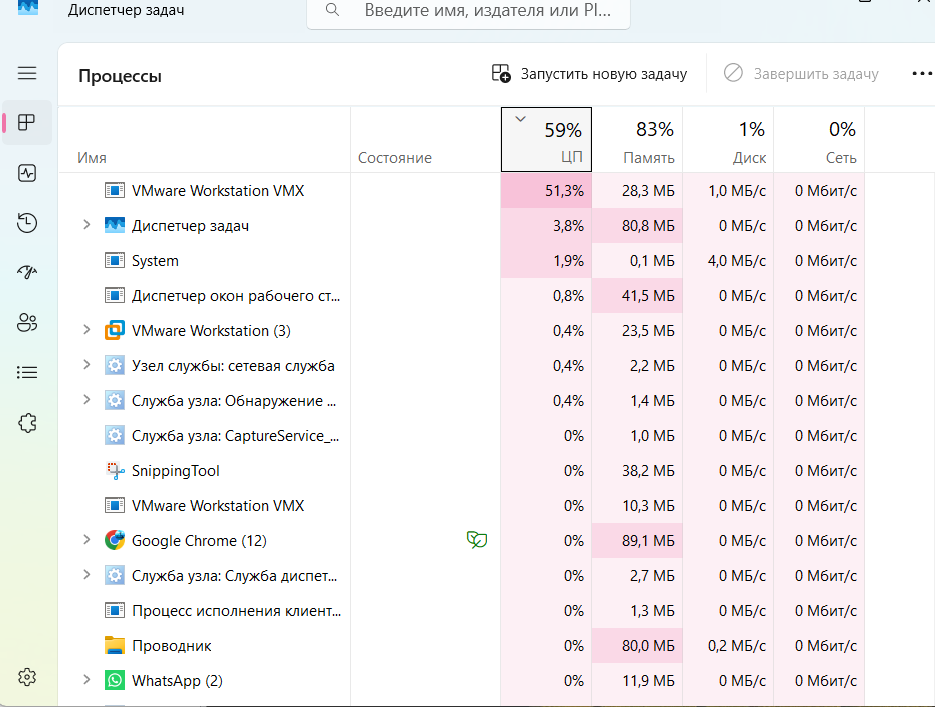 Диспетчер задач
Введите имя, издателя или PI...
Процессы
Запустить новую задачу
Завершить задачу
59% 83% 1% 0%
Имя Состояние ЦП Память Диск Сеть
VMware Workstation VMX 51,3% 28,3 МБ 1,0 МБ/с 0 Мбит/с
Диспетчер задач 3,8% 80,8 МБ 0 МБ/с 0 Мбит/с
System 1,9% 0,1 МБ 4,0 МБ/с 0 Мбит/с
Диспетчер окон рабочего ст... 0,8% 41,5 МБ 0 МБ/с 0 Мбит/с
VMware Workstation (3) 0,4% 23,5 МБ 0 МБ/с 0 Мбит/с
Узел службы: сетевая служба 0,4% 2,2 МБ 0 МБ/с 0 Мбит/с
Служба узла: Обнаружение ... 0,4% 1,4 МБ 0 МБ/с 0 Мбит/с
Служба узла: CaptureService_... 0% 1,0 МБ 0 МБ/с 0 Мбит/с
SnippingTool 0% 38,2 МБ 0 МБ/с 0 Мбит/с
VMware Workstation VMX 0% 10,3 МБ 0 МБ/с 0 Мбит/с
Google Chrome (12) 0% 89,1 МБ 0 МБ/с 0 Мбит/с
Служба узла: Служба диспет... 0% 2,7 МБ 0 МБ/с 0 Мбит/с
Процесс исполнения клиент... 0% 1,3 МБ 0 МБ/с 0 Мбит/с
Проводник 0% 80,0 МБ 0,2 МБ/с 0 Мбит/с
WhatsApp (2) 0% 11,9 МБ 0 МБ/с 0 Мбит/с